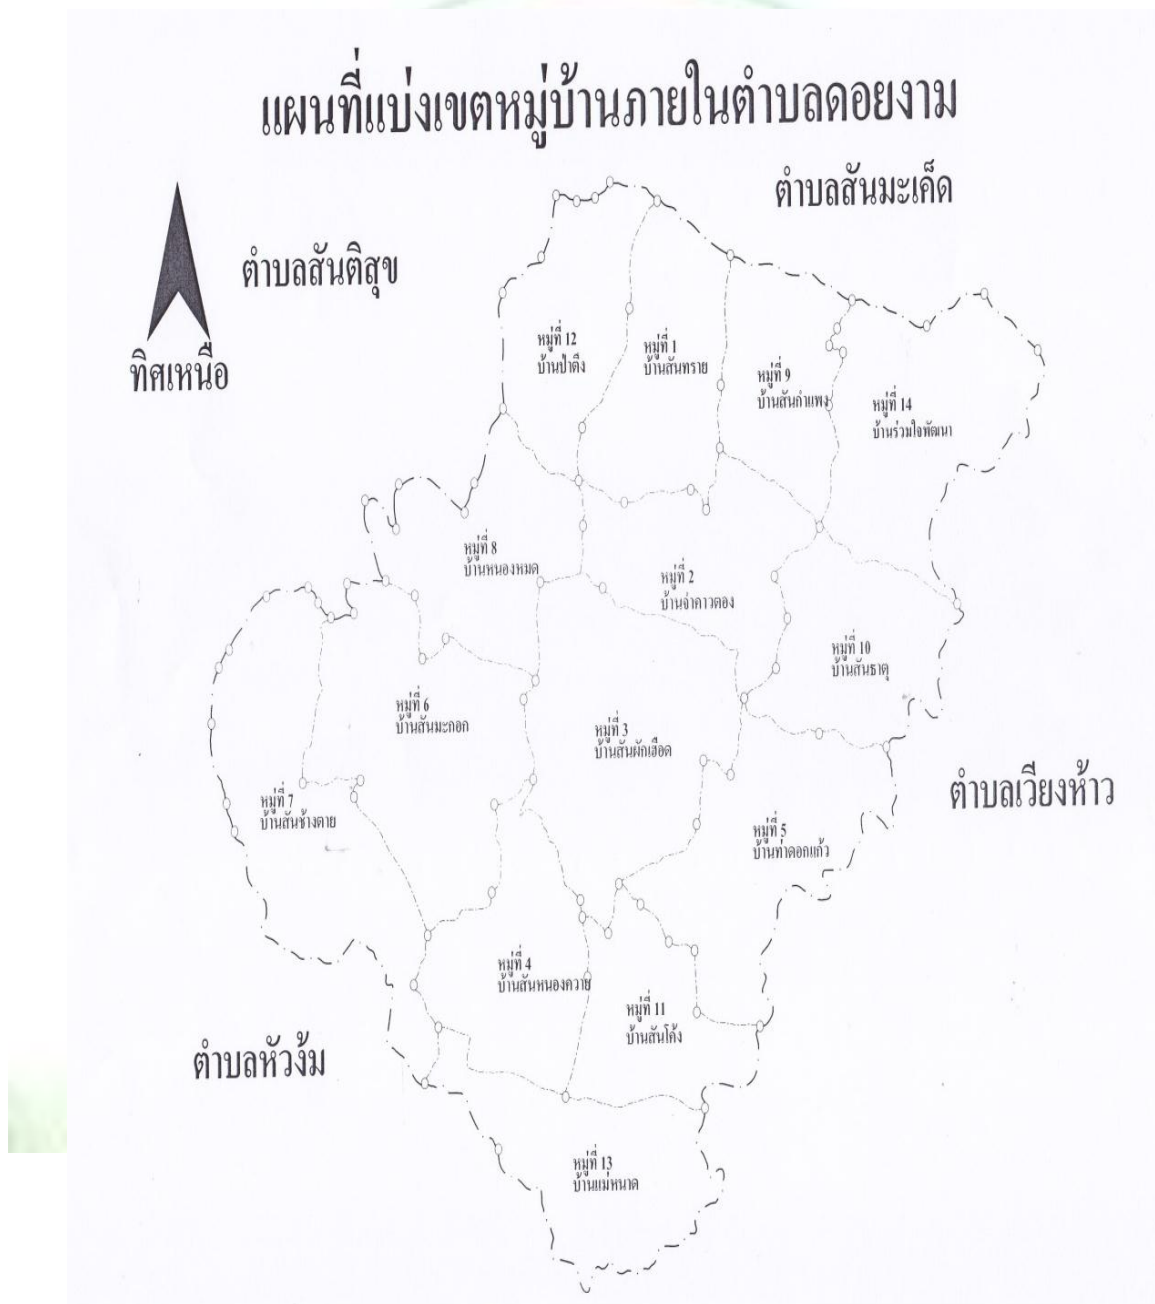 แผนที่แบ่งเขตหมู่บ้านภายในตำบลดอยงาม
ตำบลสันมะเค็ด
ตำบลสันติสุข
ทิศเหนือ
หมู่ที่ 12
บ้านป่าตึง
หมู่ที่ 1
บ้านสันทราย
หมู่ที่ 9
บ้านสันกำแพง
หมู่ที่ 14
บ้านร่วมใจพัฒนา
หมู่ที่ 8
บ้านหนองหมด
หมู่ที่ 2
บ้านจำคาวตอง
หมู่ที่ 10
บ้านสันธาตุ
หมู่ที่ 6
บ้านสันมะกอก
หมู่ที่ 3
บ้านสันผักเฮือด
หมู่ที่ 7
บ้านสันช้างตาย
หมู่ที่ 5
บ้านท่าดอกแก้ว
ตำบลเวียงห้าว
หมู่ที่ 4
บ้านสันหนองควาย
หมู่ที่ 11
บ้านสันโค้ง
ตำบลหัวง้ม
หมู่ที่ 13
บ้านแม่หนาด